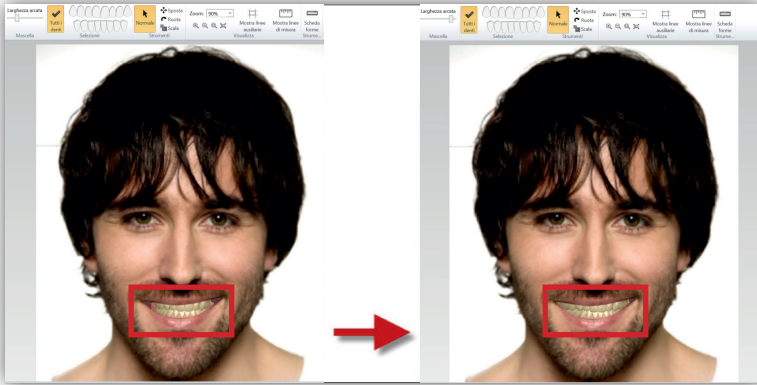 Larghezza arcata
Tutti i
denti
Normale
Sposta
Ruota
Scala
Zoom: 90%
Mostra linee
ausiliarie
Mostra linee
di misura
Scheda
forme
Mascella
Selezione
Strumenti
Visualizza
Strume...
Larghezza arcata
Tutti i
denti
Normale
Sposta
Ruota
Scala
Zoom: 90%
Mostra linee
ausiliarie
Mostra linee
di misura
Scheda
forme
Mascella
Selezione
Strumenti
Visualizza
Strume...